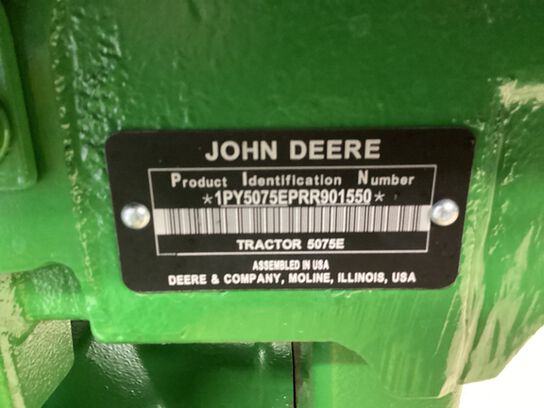 JOHN DEERE
Product Identification Number
*1PY5075EPRR901550*
TRACTOR 5075E
ASSEMBLED IN USA
DEERE & COMPANY, MOLINE, ILLINOIS, USA